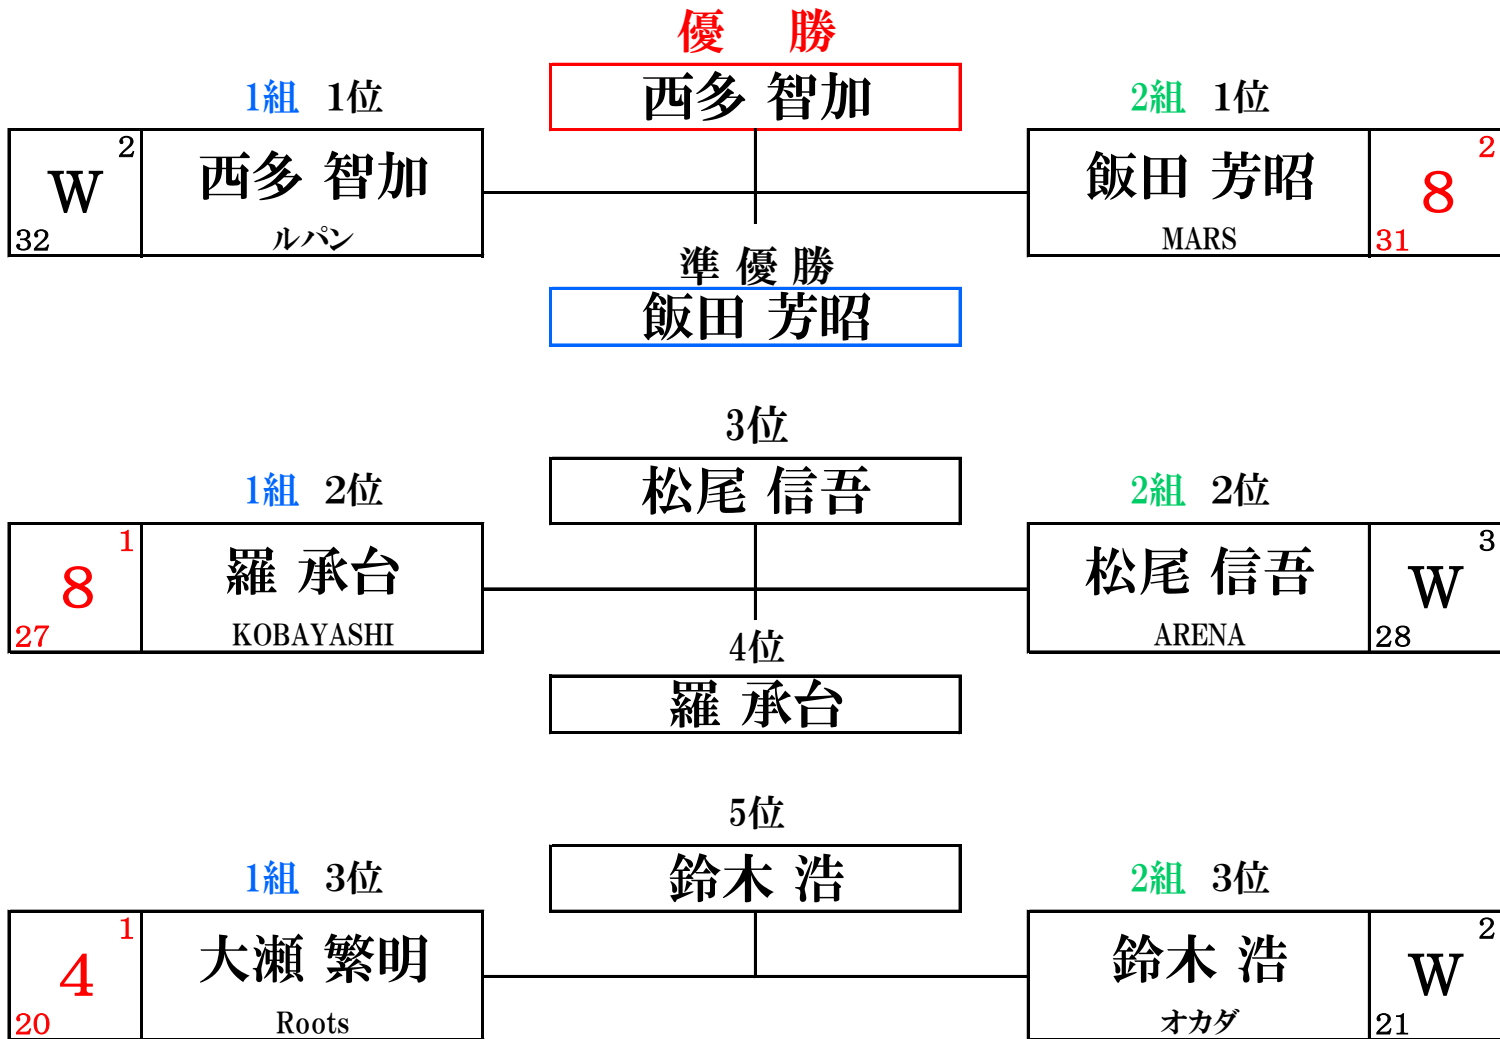 優 勝
西多 智加
1組 1位
2組 1位
2
W
32
西多 智加
ルパン
飯田 芳昭
MARS
2
8
31
準 優 勝
飯田 芳昭
3位
松尾 信吾
1組 2位
2組 2位
1
8
27
羅 承台
KOBAYASHI
松尾 信吾
ARENA
3
W
28
4位
羅 承台
5位
鈴木 浩
1組 3位
2組 3位
1
4
20
大瀬 繁明
Roots
鈴木 浩
オカダ
2
W
21